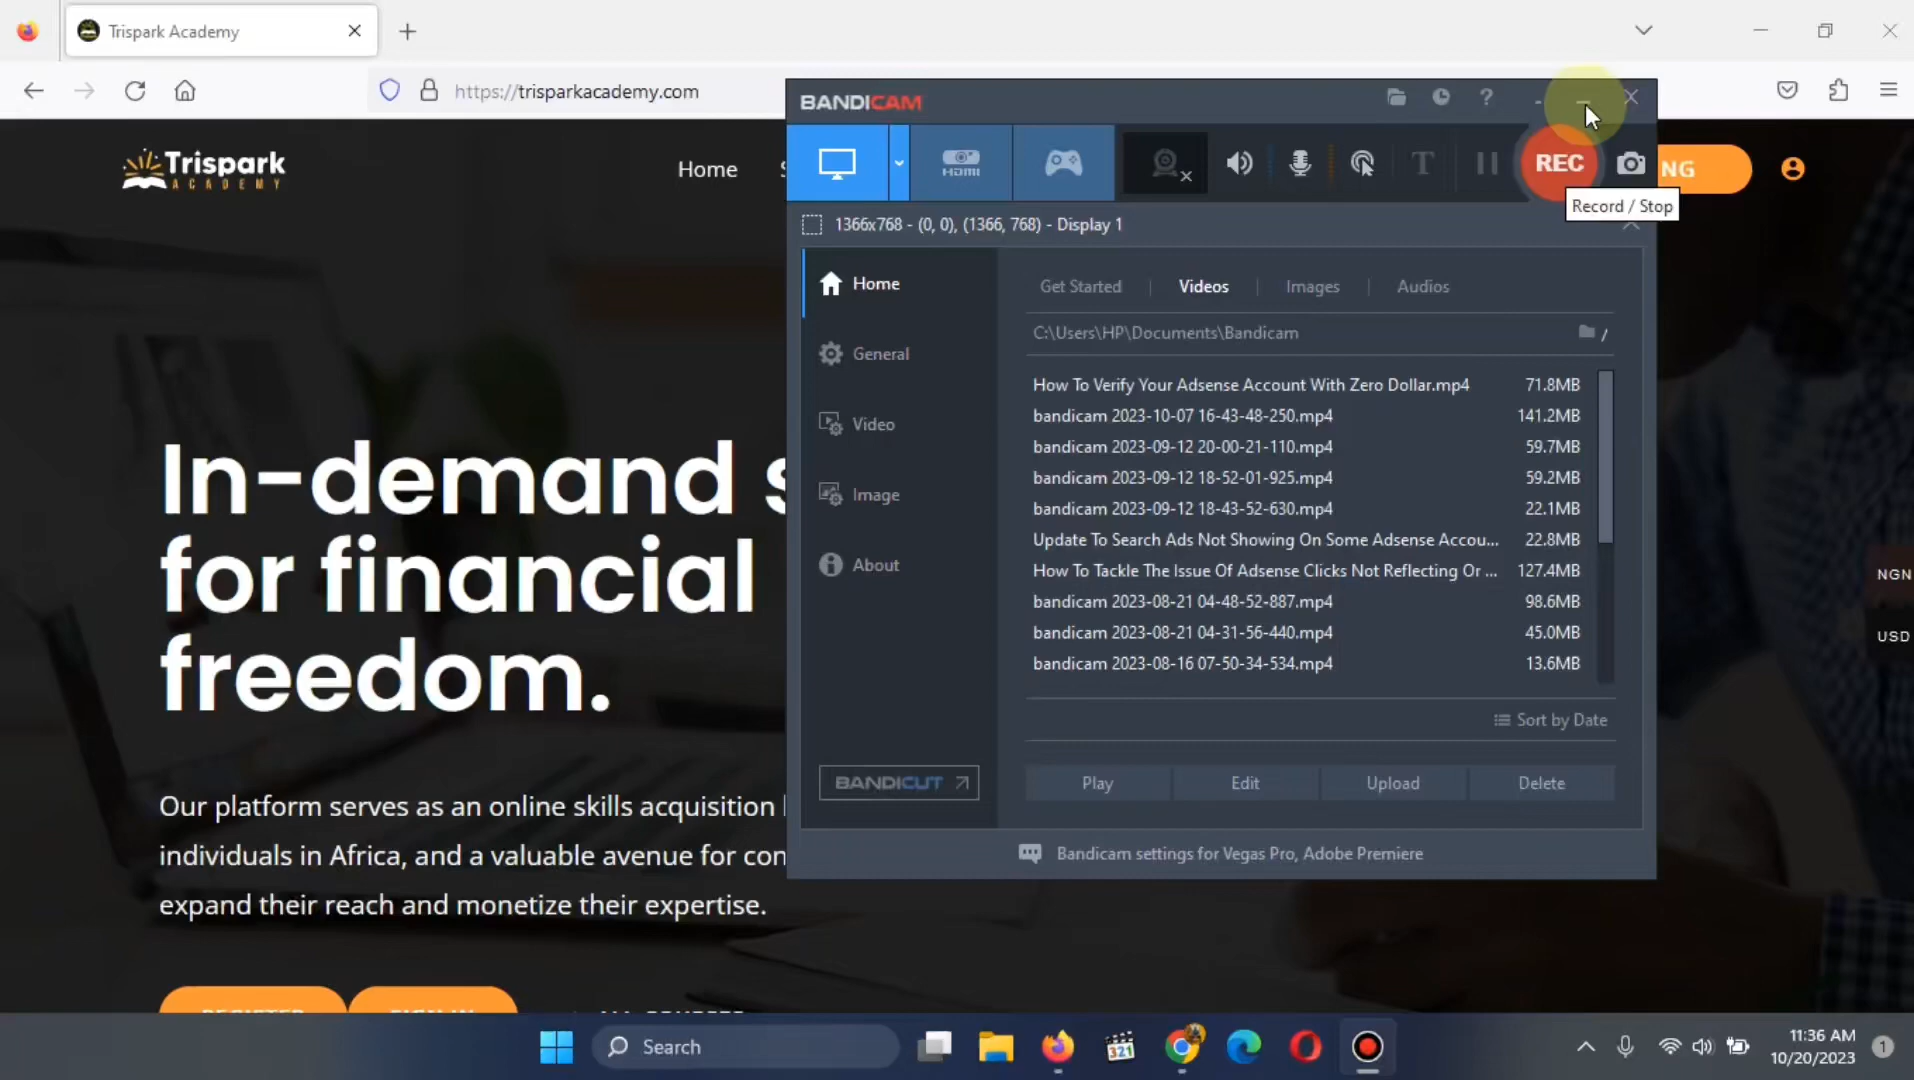 Trispark Academy
https://trisparkacademy.com
BANDICAM
Trispark
ACADEMY
Home
HDMI
T
REC
NG
Record / Stop
1366x768 - (0, 0), (1366, 768) - Display 1
Home
General
Video
Image
About
BANDICUT
Get Started
Videos
Images
Audios
C:\Users\HP\Documents\Bandicam
/
How To Verify Your Adsense Account With Zero Dollar.mp4 71.8MB
bandicam 2023-10-07 16-43-48-250.mp4 141.2MB
bandicam 2023-09-12 20-00-21-110.mp4 59.7MB
bandicam 2023-09-12 18-52-01-925.mp4 59.2MB
bandicam 2023-09-12 18-43-52-630.mp4 22.1MB
Update To Search Ads Not Showing On Some Adsense Accou... 22.8MB
How To Tackle The Issue Of Adsense Clicks Not Reflecting Or ... 127.4MB
bandicam 2023-08-21 04-48-52-887.mp4 98.6MB
bandicam 2023-08-21 04-31-56-440.mp4 45.0MB
bandicam 2023-08-16 07-50-34-534.mp4 13.6MB
Sort by Date
Play
Edit
Upload
Delete
Bandicam settings for Vegas Pro, Adobe Premiere
In-demand s
for financial
freedom.
Our platform serves as an online skills acquisition
individuals in Africa, and a valuable avenue for con
expand their reach and monetize their expertise.
NGN
USD
Search
321
11:36 AM
10/20/2023
1